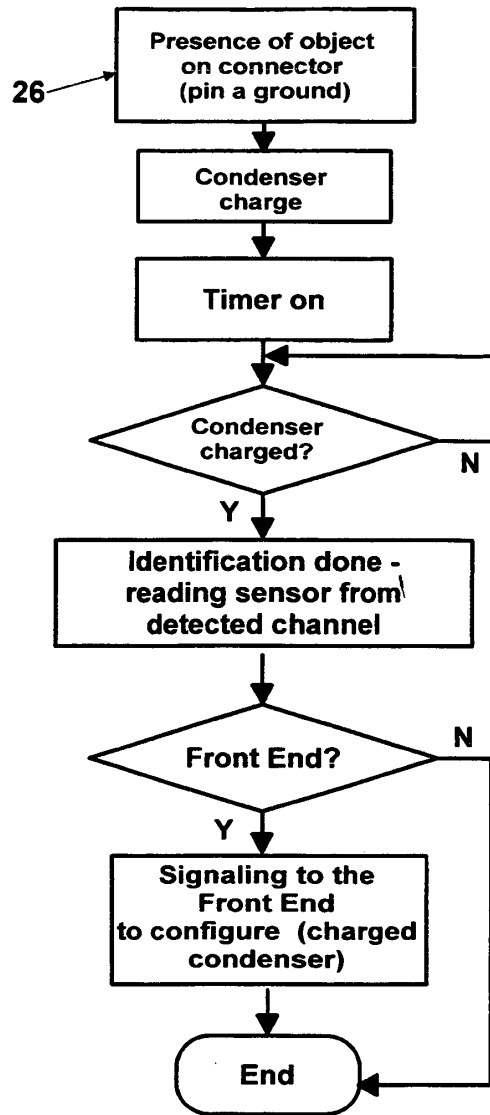 Presence of object
on connector
(pin a ground)
26
Condenser
charge
Timer on
Condenser
charged?
N
Y
Identification done -
reading sensor from
detected channel
Front End?
N
Y
Signaling to the
Front End
to configure (charged
condenser)
End